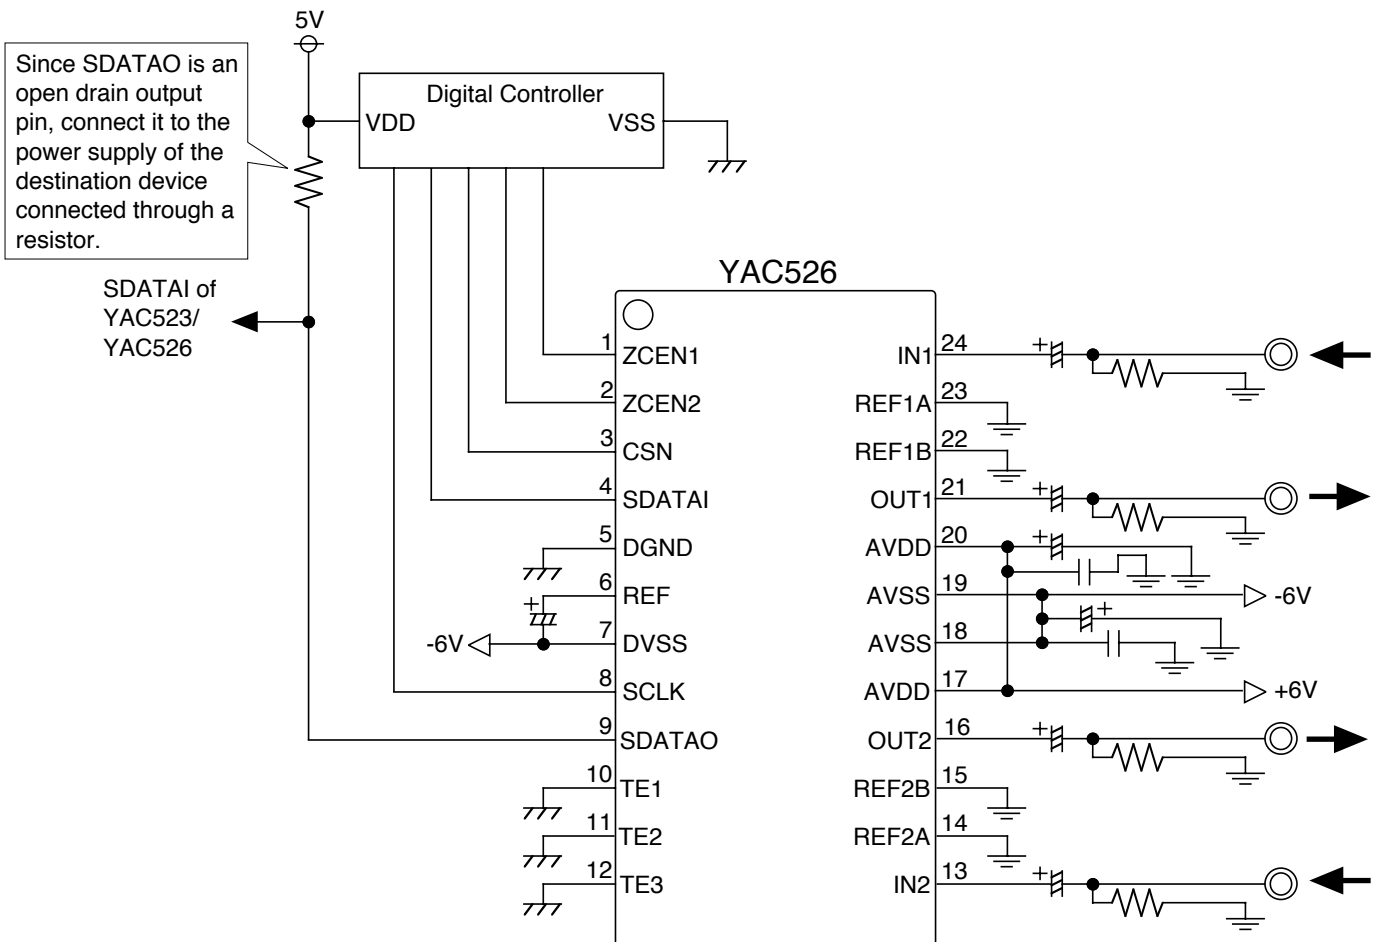 5V
Since SDATAO is an
open drain output
pin, connect it to the
power supply of the
destination device
connected through a
resistor.
Digital Controller
VDD
VSS
SDATAI of
YAC523/
YAC526
YAC526
1 ZCEN1
2 ZCEN2
3 CSN
4 SDATAI
5 DGND
6 REF
+
7 DVSS
-6V
8 SCLK
9 SDATAO
10 TE1
11 TE2
12 TE3
IN1 24 +
REF1A 23
REF1B 22
OUT1 21 +
AVDD 20 +
AVSS 19 -6V
+
AVSS 18
AVDD 17 +6V
OUT2 16 +
REF2B 15
REF2A 14
IN2 13 +